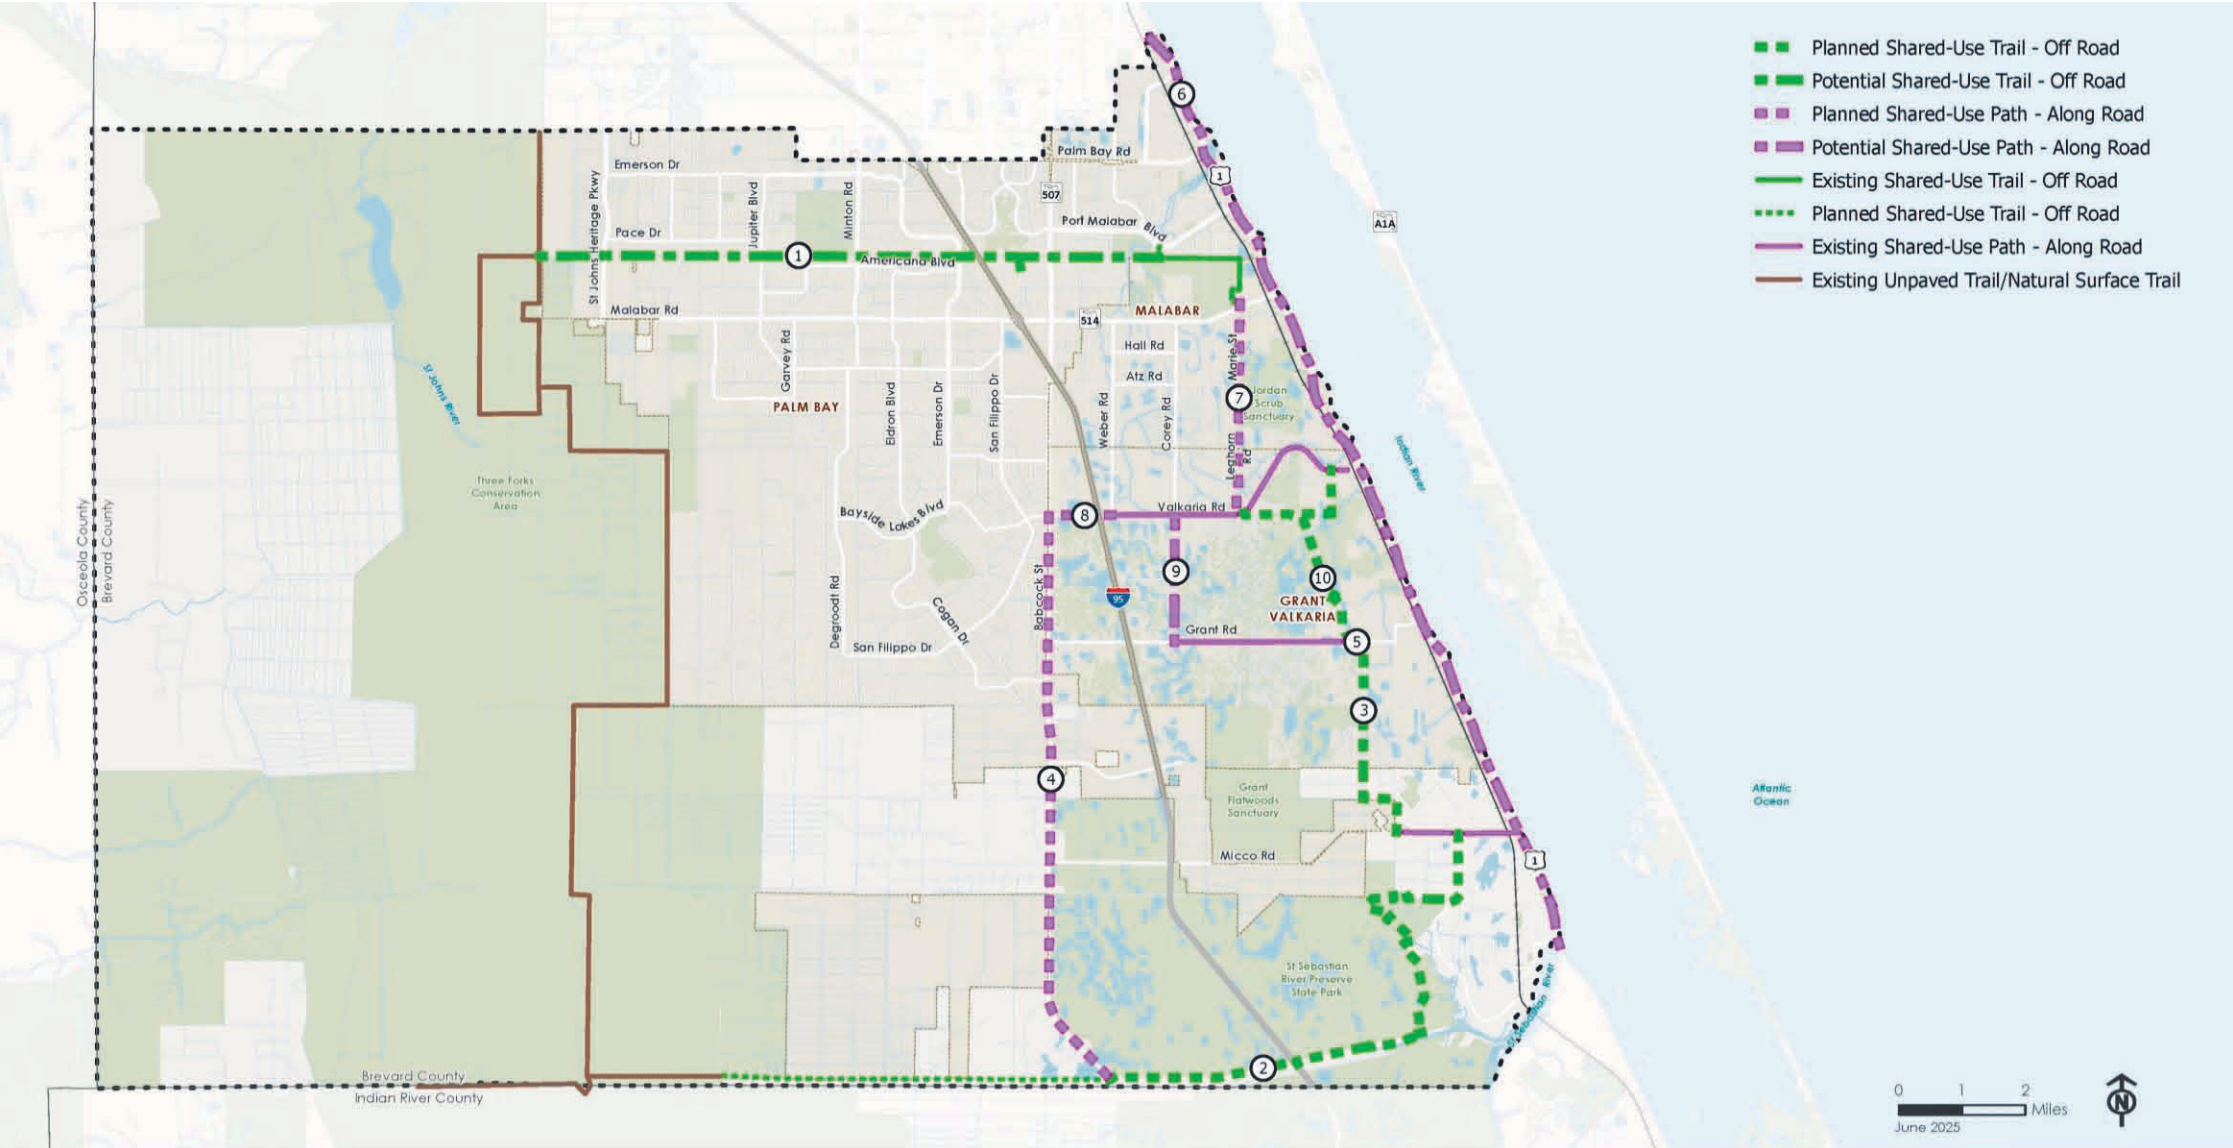 Planned Shared-Use Trail - Off Road
Potential Shared-Use Trail - Off Road
Planned Shared-Use Path - Along Road
Potential Shared-Use Path - Along Road
Existing Shared-Use Trail - Off Road
Planned Shared-Use Trail - Off Road
Existing Shared-Use Path - Along Road
Existing Unpaved Trail/Natural Surface Trail
6
Palm Bay Rd
Emerson Dr
1
507
St Johns Heritage Pkwy
Jupiter Blvd
Minton Rd
Port Malabar Blvd
A1A
Pace Dr
1
Americana Blvd
Malabar Rd
MALABAR
514
Garvey Rd
Hall Rd
Marie St
Atz Rd
St Johns River
PALM BAY
Eldron Blvd
Emerson Dr
San Filippo Dr
Weber Rd
Corey Rd
7
Jordan
Scrub
Sanctuary
Leghorn
Rd
Indian River
Three Forks
Conservation
Area
Bayside Lakes Blvd
8
Valkaria Rd
Osceola County
Brevard County
9
10
95
Degroodt Rd
Cogan Dr
Babcock St
GRANT
VALKARIA
Grant Rd
5
San Filippo Dr
3
4
Grant
Flatwoods
Sanctuary
Atlantic
Ocean
Micco Rd
1
St Sebastian
River Preserve
State Park
St Sebastian River
2
Brevard County
Indian River County
0 1 2
Miles
June 2025
N